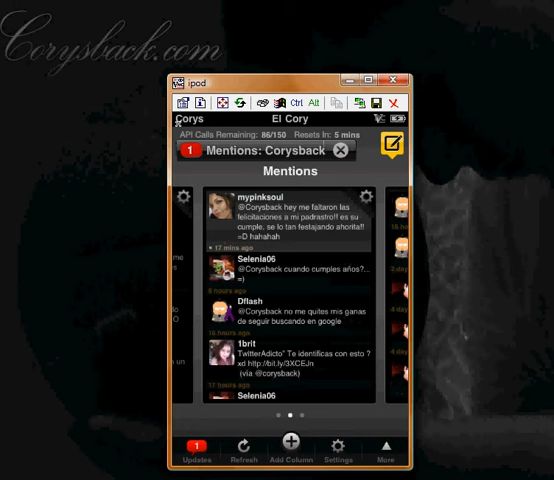 Corysback.com
ipod
Ctrl Alt
Corys
El Cory
API Calls Remaining: 86/150 Resets In: 5 mins
1 Mentions: Corysback
Mentions
mypinksoul
@Corysback hey me faltaron las
felicitaciones a mi padrastro!! es su
cumple, se lo tan festajando ahorita!!
=D hahahah
17 mins ago
Selenia06
@Corysback cuando cumples años?...
=)
8 hours ago
Dflash
@Corysback no me quites mis ganas
de seguir buscando en google
16 hours ago
1brit
TwitterAdicto" Te identificas con esto ?
xd http://bit.ly/3XCEJn
(via @corysback)
17 hours ago
Selenia06
1
Updates
Refresh
Add Column
Settings
More